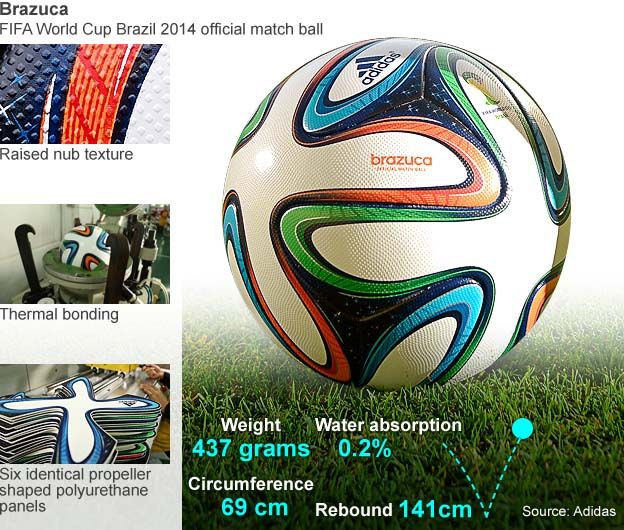 Brazuca
FIFA World Cup Brazil 2014 official match ball
Raised nub texture
Thermal bonding
Six identical propeller
shaped polyurethane
panels
adidas
brazuca
OFFICIAL MATCH BALL
Weight
437 grams
Water absorption
0.2%
Circumference
69 cm
Rebound 141cm
Source: Adidas